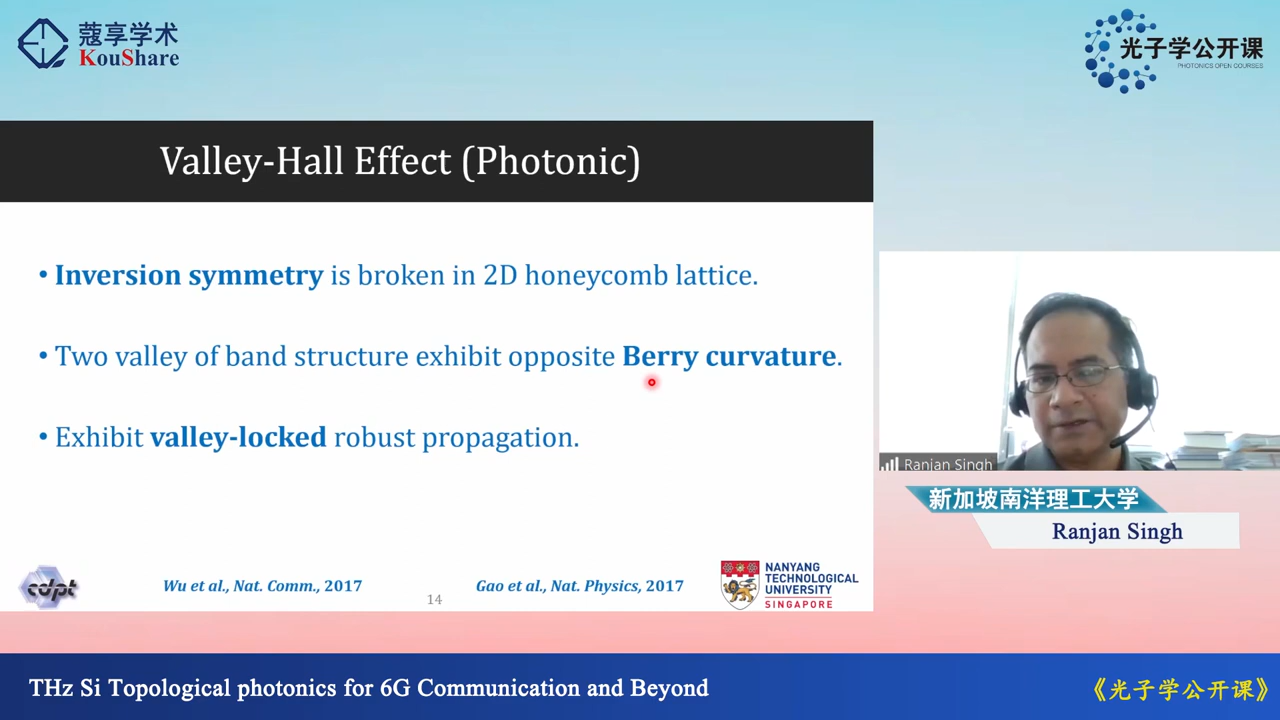 蔻享学术
KouShare
光子学公开课
PHOTONICS OPEN COURSES
Valley-Hall Effect (Photonic)
• Inversion symmetry is broken in 2D honeycomb lattice.
• Two valley of band structure exhibit opposite Berry curvature.
• Exhibit valley-locked robust propagation.
Ranjan Singh
新加坡南洋理工大学
Ranjan Singh
cdpt
Wu et al., Nat. Comm., 2017
14
Gao et al., Nat. Physics, 2017
NANYANG
TECHNOLOGICAL
UNIVERSITY
SINGAPORE
THz Si Topological photonics for 6G Communication and Beyond
《光子学公开课》